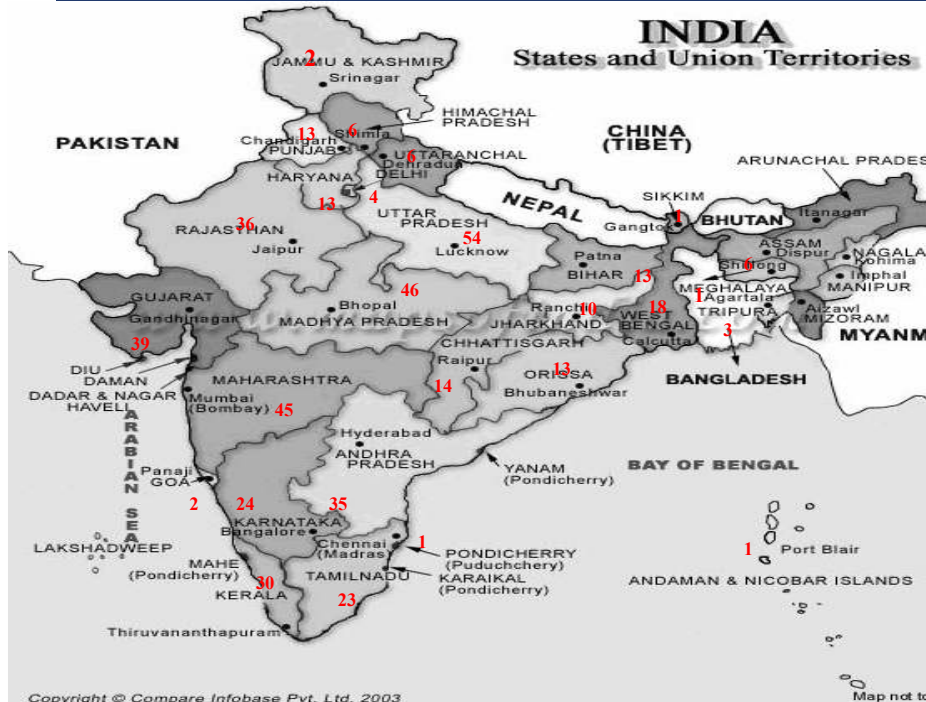 INDIA
States and Union Territories
2
JAMMU & KASHMIR
Srinagar
HIMACHAL
PRADESH
PAKISTAN
13
6
Chandigarh
Shimla
PUNJAB
CHINA
(TIBET)
UTTARANCHAL
6
Dehradun
ARUNACHAL PRADES
HARYANA
DELHI
4
13
SIKKIM
1
NEPAL
Gangtok
BHUTAN
Itanagar
36
RAJASTHAN
Jaipur
UTTAR
PRADESH
54
Lucknow
ASSAM
Dispur
NAGALA
Kohima
Patna
BIHAR
13
Shillong
6
Imphal
MEGHALAYA
MANIPUR
46
1
Agartala
GUJARAT
Gandhinagar
Bhopal
MADHYA PRADESH
Ranchi
10
JHARKHAND
WEST
18
BENGAL
Calcutta
TRIPURA
Aizawl
MIZORAM
3
MYANM
39
CHHATTISGARH
Raipur
DIU
DAMAN
DADAR & NAGAR
HAVELI
MAHARASHTRA
14
13
ORISSA
Bhubaneshwar
BANGLADESH
Mumbai
(Bombay)
45
ARABIAN SEA
Hyderabad
ANDHRA
PRADESH
BAY OF BENGAL
Panaji
GOA
YANAM
(Pondicherry)
2
24
35
KARNATAKA
Bangalore
LAKSHADWEEP
Chennai
(Madras)
1
PONDICHERRY
(Puduchchery)
1
Port Blair
MAHE
(Pondicherry)
30
KERALA
TAMILNADU
23
KARAIKAL
(Pondicherry)
ANDAMAN & NICOBAR ISLANDS
Thiruvananthapuram
Copyright © Compare Infobase Pvt. Ltd. 2003
Map not to